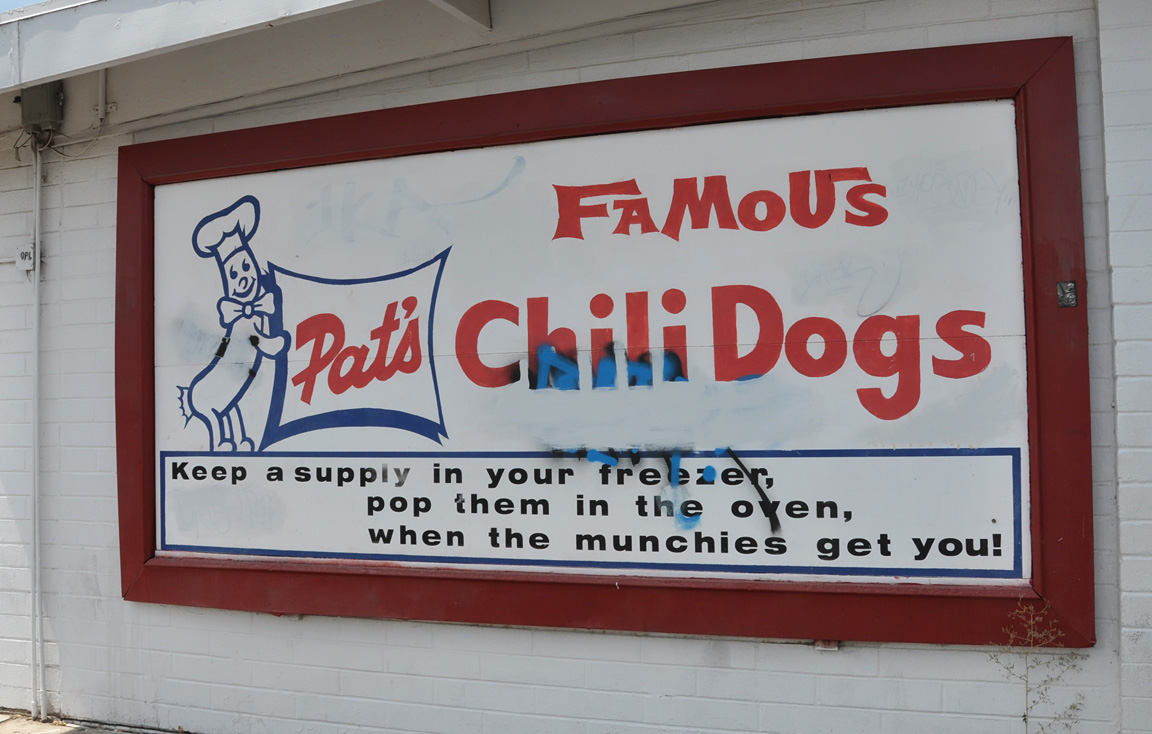 FAMOUS
Pat's Chili Dogs
Keep a supply in your freezer,
pop them in the oven,
when the munchies get you!